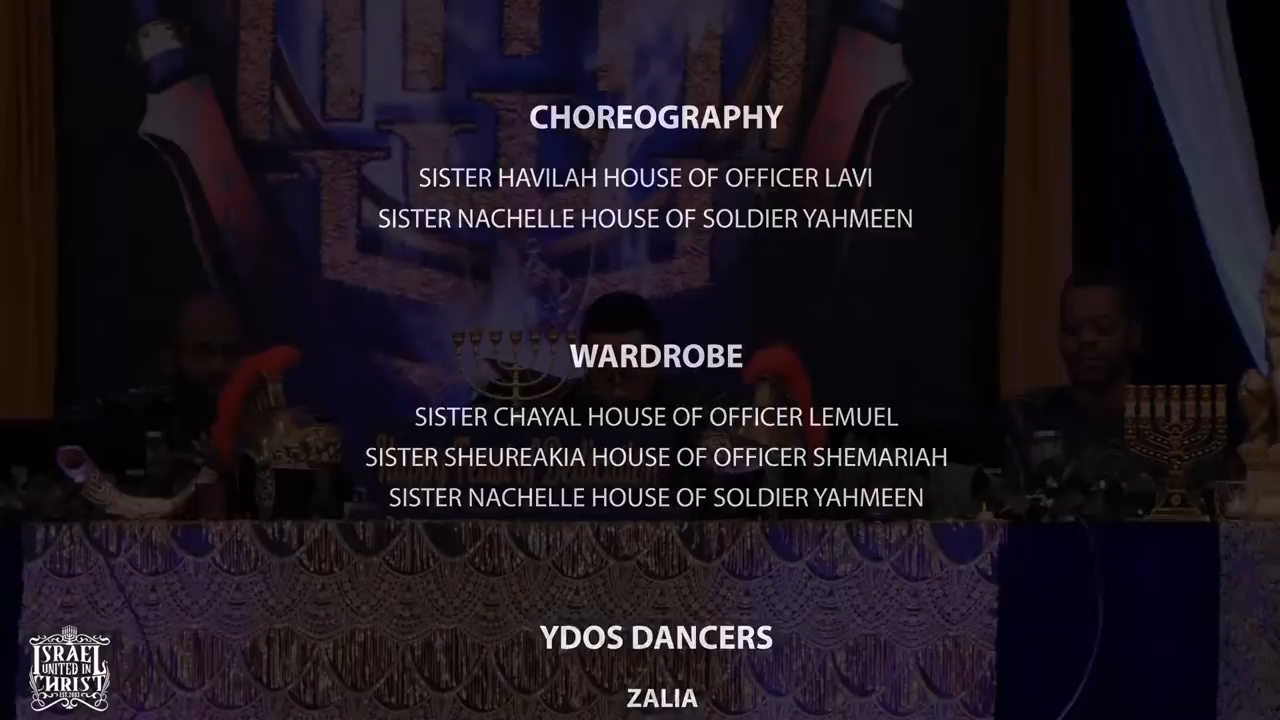 CHOREOGRAPHY
SISTER HAVILAH HOUSE OF OFFICER LAVI
SISTER NACHELLE HOUSE OF SOLDIER YAHMEEN
WARDROBE
SISTER CHAYAL HOUSE OF OFFICER LEMUEL
SISTER SHEUREAKIA HOUSE OF OFFICER SHEMARIAH
SISTER NACHELLE HOUSE OF SOLDIER YAHMEEN
YDOS DANCERS
ZALIA
ISRAEL
UNITED IN
CHRIST
EST. 2003